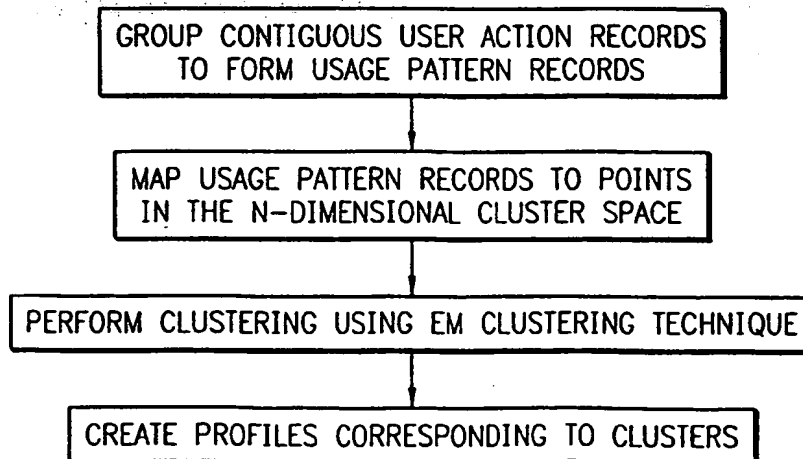 GROUP CONTIGUOUS USER ACTION RECORDS
TO FORM USAGE PATTERN RECORDS
MAP USAGE PATTERN RECORDS TO POINTS
IN THE N-DIMENSIONAL CLUSTER SPACE
PERFORM CLUSTERING USING EM CLUSTERING TECHNIQUE
CREATE PROFILES CORRESPONDING TO CLUSTERS